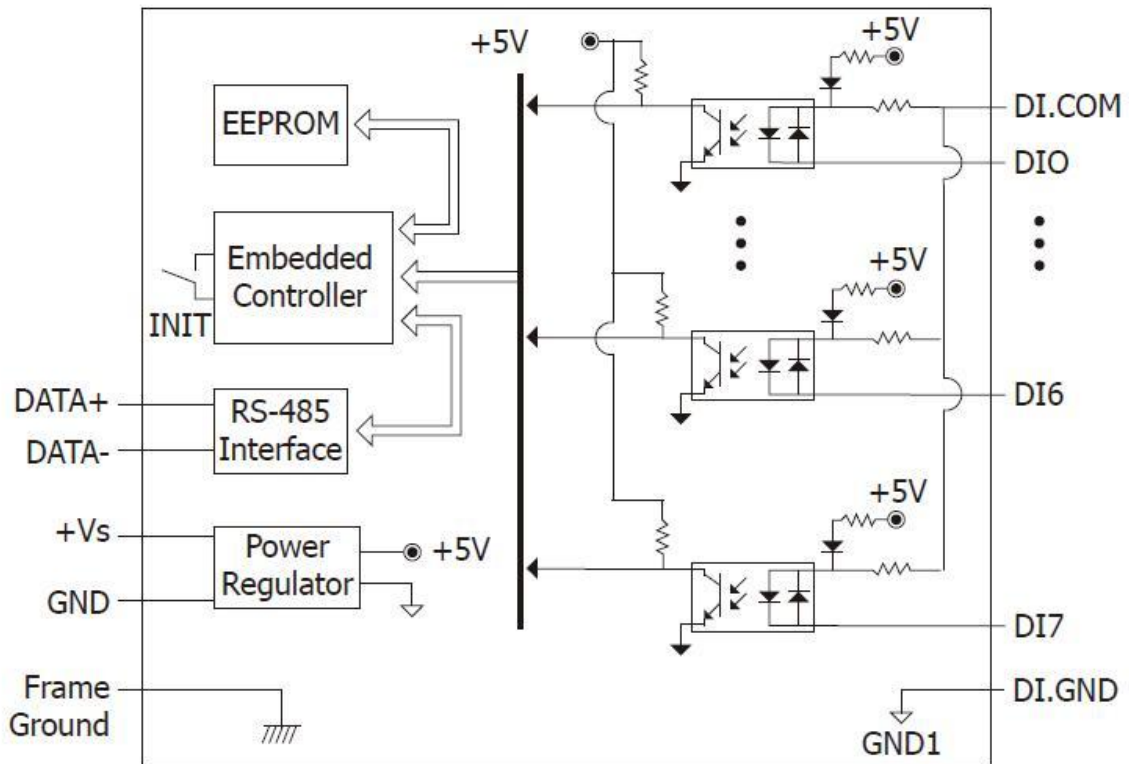 +5V
+5V
EEPROM
DI.COM
DIO
Embedded
Controller
INIT
+5V
DI6
DATA+
DATA-
RS-485
Interface
+5V
+Vs
GND
Power
Regulator
+5V
DI7
Frame
Ground
DI.GND
GND1